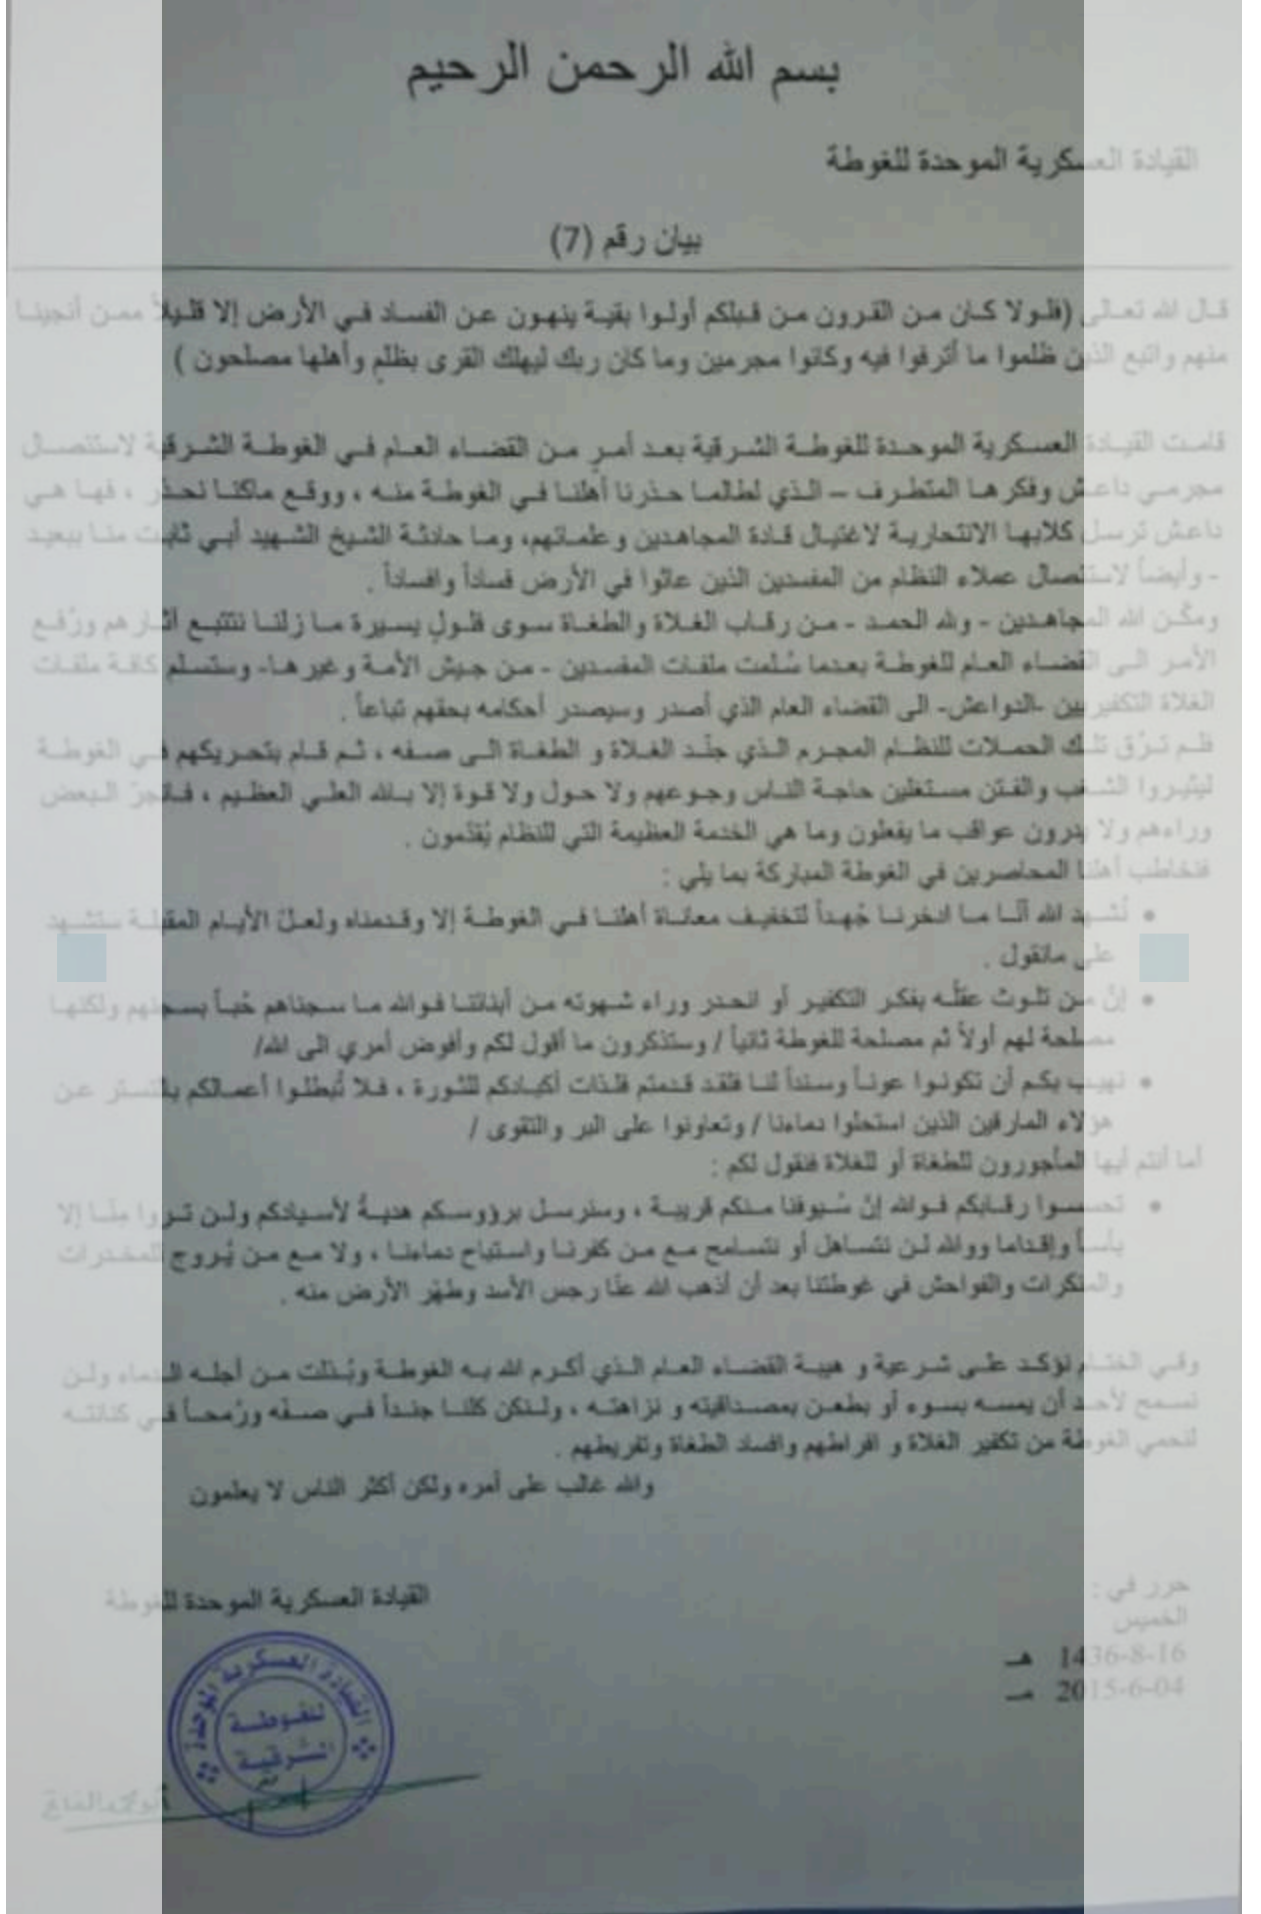 بسم الله الرحمن الرحيم
القيادة العسكرية الموحدة للغوطة
بيان رقم (7)
قال الله تعالى (فلولا كان من القرون من قبلكم أولوا بقية ينهون عن الفساد في الأرض إلا قليلاً ممن أنجينا
منهم واتبع الذين ظلموا ما أترفوا فيه وكانوا مجرمين وما كان ربك ليهلك القرى بظلمٍ وأهلها مصلحون )
قامت القيادة العسكرية الموحدة للغوطة الشرقية بعد أمرٍ من القضاء العام في الغوطة الشرقية لاستئصال
مجرمي داعش وفكرها المتطرف – الذي لطالما حذرنا أهلنا في الغوطة منه ، ووقع ماكنا نحذر ، فها هي
داعش ترسل كلابها الانتحارية لاغتيال قادة المجاهدين وعلمائهم، وما حادثة الشيخ الشهيد أبي ثابت منا ببعيد
- وأيضاً لاستئصال عملاء النظام من المفسدين الذين عاثوا في الأرض فساداً وافساداً .
ومكّن الله المجاهدين - ولله الحمد - من رقاب الغلاة والطغاة سوى فلولٍ يسيرة ما زلنا نتتبع آثارهم ورُفع
الأمر الى القضاء العام للغوطة بعدما سُلمت ملفات المفسدين - من جيش الأمة وغيرها- وستسلم كافة ملفات
الغلاة التكفيريين -الدواعش- الى القضاء العام الذي أصدر وسيصدر أحكامه بحقهم تباعاً .
فلم ترُق تلك الحملات للنظام المجرم الذي جنّد الغلاة و الطغاة الى صفه ، ثم قام بتحريكهم في الغوطة
ليثيروا الشغب والفتن مستغلين حاجة الناس وجوعهم ولا حول ولا قوة إلا بالله العلي العظيم ، فانجرّ البعض
وراءهم ولا يدرون عواقب ما يفعلون وما هي الخدمة العظيمة التي للنظام يُقدّمون .
فنخاطب أهلنا المحاصرين في الغوطة المباركة بما يلي :
• نُشهد الله أنّا ما ادخرنا جُهداً لتخفيف معاناة أهلنا في الغوطة إلا وقدمناه ولعلّ الأيام المقبلة ستشهد
على مانقول .
• إنّ من تلوث عقلُه بفكر التكفير أو انحدر وراء شهوته من أبنائنا فوالله ما سجناهم حُباً بسجنهم ولكنها
مصلحة لهم أولاً ثم مصلحة للغوطة ثانياً / وستذكرون ما أقول لكم وأفوض أمري الى الله/
• نهيب بكم أن تكونوا عوناً وسنداً لنا فلقد قدمتم فلذات أكبادكم للثورة ، فلا تُبطلوا أعمالكم بالتستر عن
هؤلاء المارقين الذين استحلوا دماءنا / وتعاونوا على البر والتقوى /
أما أنتم أيها المأجورون للطغاة أو للغلاة فنقول لكم :
• تحسسوا رقابكم فوالله إنّ سُيوفنا منكم قريبة ، وسنرسل برؤوسكم هديةً لأسيادكم ولن تروا منّا إلا
بأساً وإقداما ووالله لن نتساهل أو نتسامح مع من كفرنا واستباح دماءنا ، ولا مع من يُروج للمخدرات
والمنكرات والفواحش في غوطتنا بعد أن أذهب الله عنّا رجس الأسد وطهّر الأرض منه .
وفي الختام نؤكد على شرعية و هيبة القضاء العام الذي أكرم الله به الغوطة وبُذلت من أجله الدماء ولن
نسمح لأحد أن يمسه بسوء أو يطعن بمصداقيته و نزاهته ، ولنكن كلنا جنداً في صفه ورُمحاً في كنانته
لنحمي الغوطة من تكفير الغلاة و افراطهم وافساد الطغاة وتفريطهم .
والله غالب على أمره ولكن أكثر الناس لا يعلمون
القيادة العسكرية الموحدة للغوطة
حرر في :
الخميس
1436-8-16 هـ
2015-6-04 مـ
القيادة العسكرية الموحدة
للغوطة
الشرقية